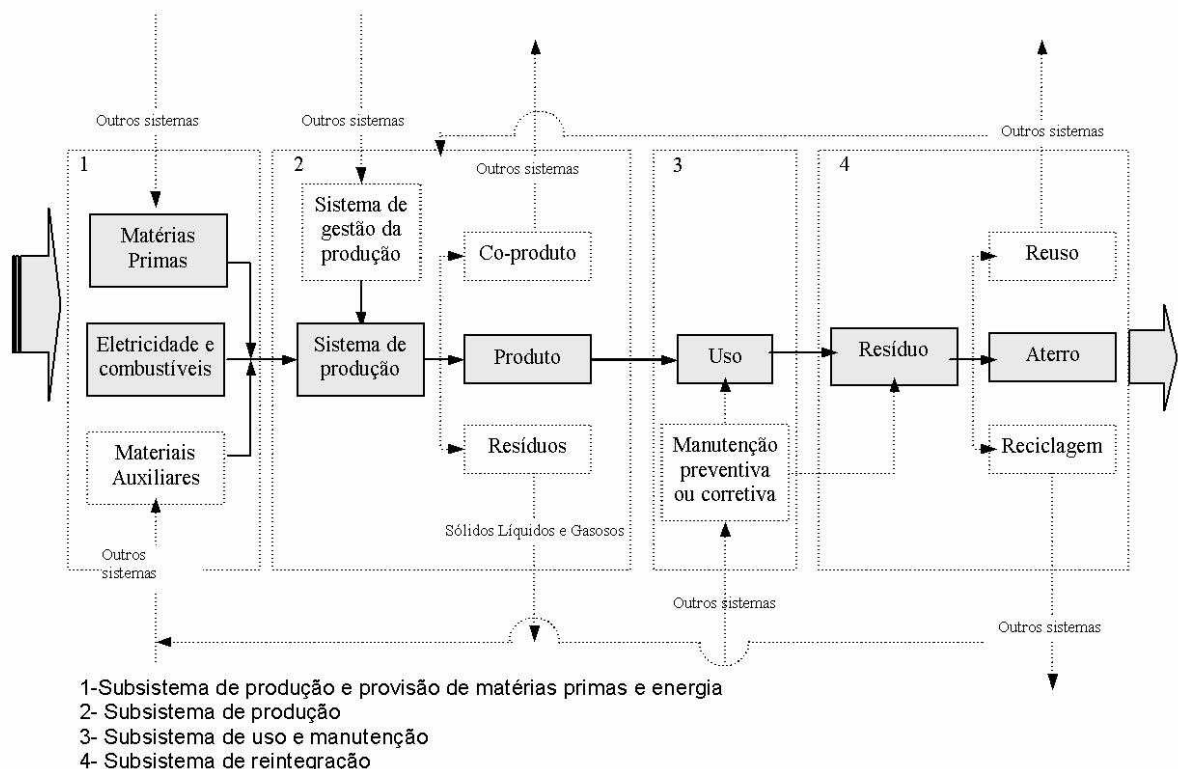 Outros sistemas
Outros sistemas
Outros sistemas
Outros sistemas
1
Matérias
Primas
Eletricidade e
combustíveis
Materiais
Auxiliares
Outros
sistemas
2
Sistema de
gestão da
produção
Sistema de
produção
Co-produto
Produto
Resíduos
Sólidos Líquidos e Gasosos
3
Uso
Manutenção
preventiva
ou corretiva
Outros sistemas
4
Resíduo
Reuso
Aterro
Reciclagem
Outros sistemas
1-Subsistema de produção e provisão de matérias primas e energia
2- Subsistema de produção
3- Subsistema de uso e manutenção
4- Subsistema de reintegração